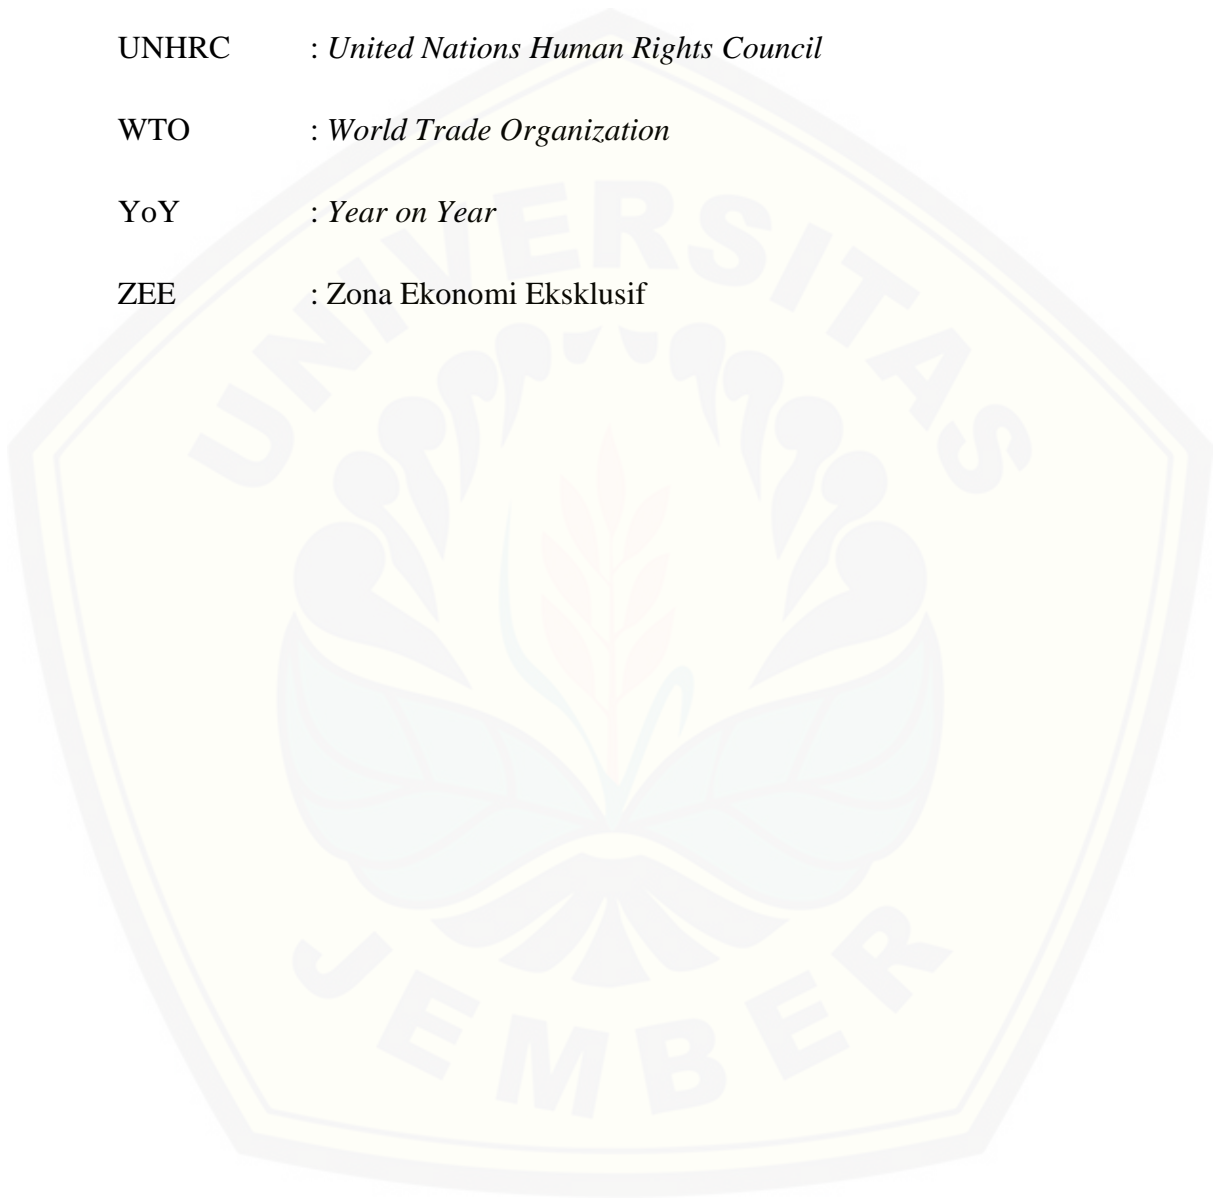 UNHRC : United Nations Human Rights Council
WTO : World Trade Organization
YoY : Year on Year
ZEE : Zona Ekonomi Eksklusif
UNIVERSITAS
JEMBER